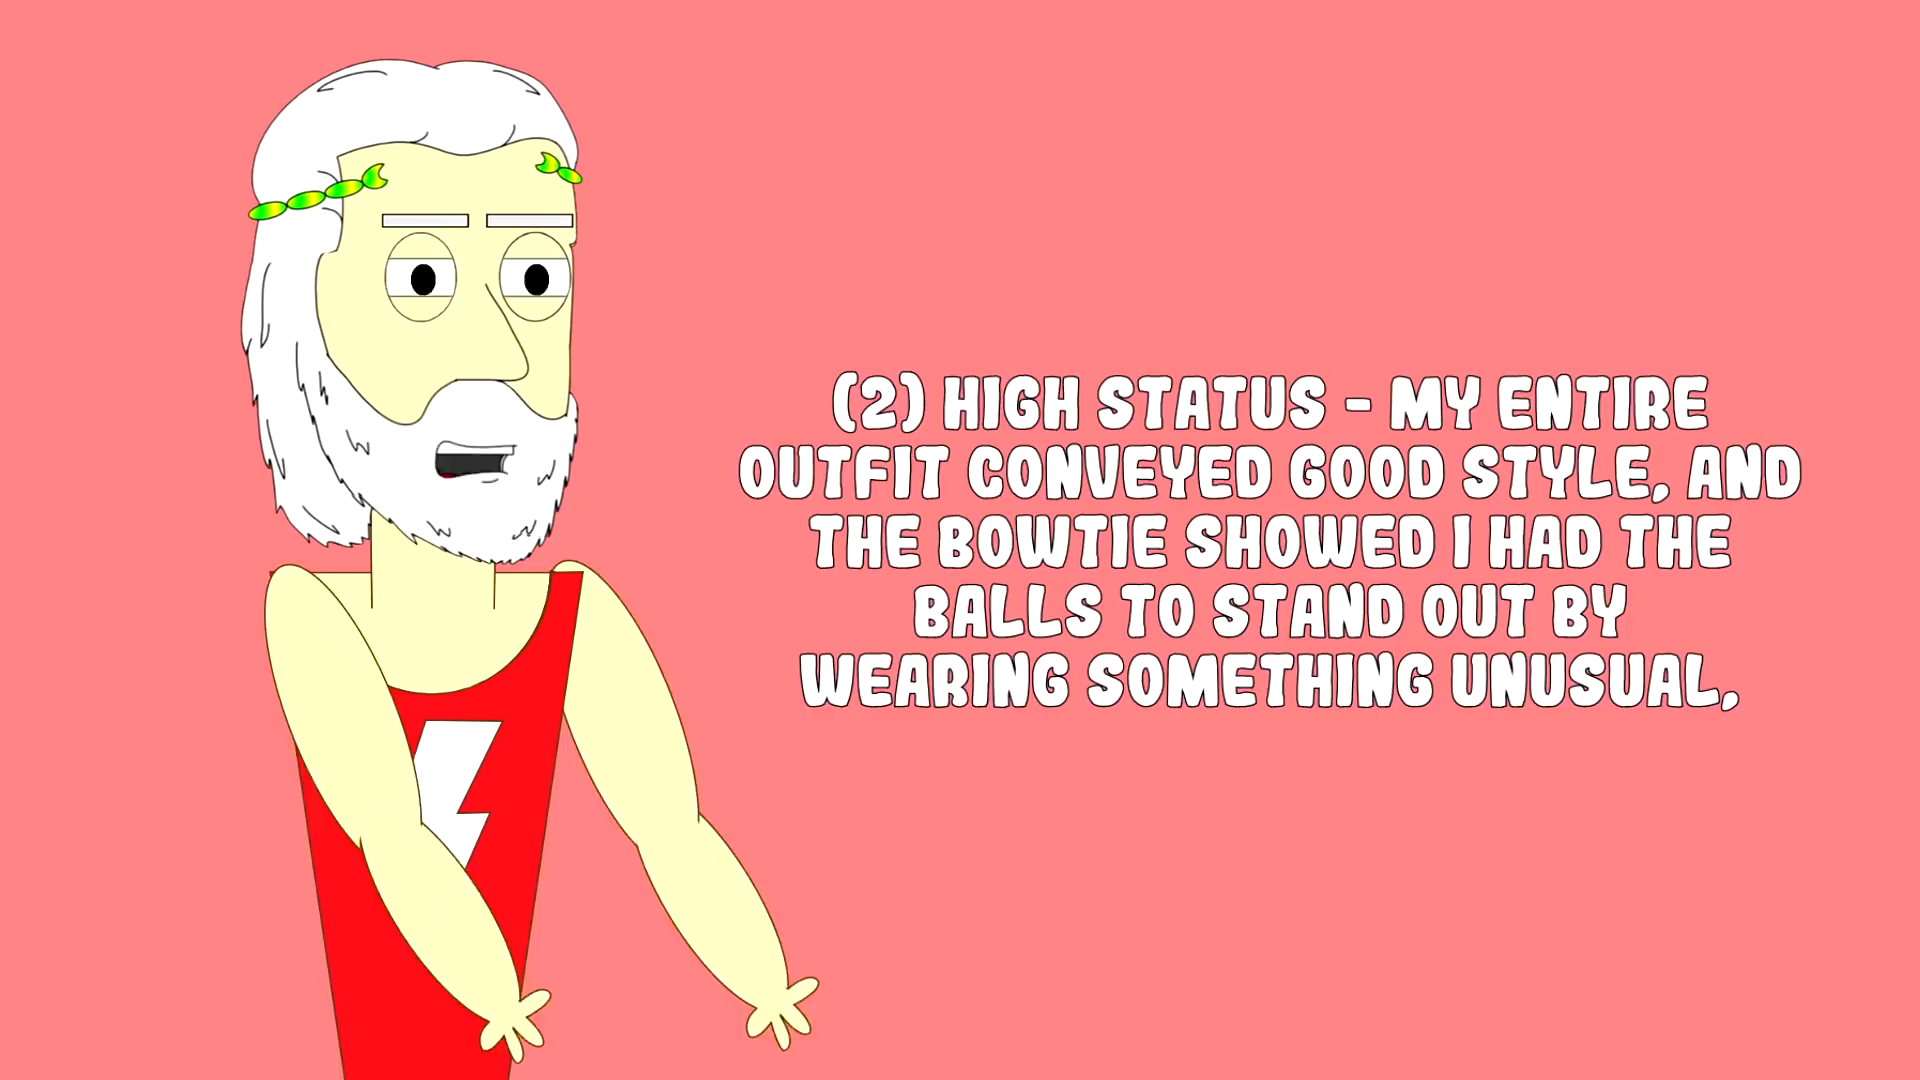 (2) HIGH STATUS - MY ENTIRE
OUTFIT CONVEYED GOOD STYLE, AND
THE BOWTIE SHOWED I HAD THE
BALLS TO STAND OUT BY
WEARING SOMETHING UNUSUAL,